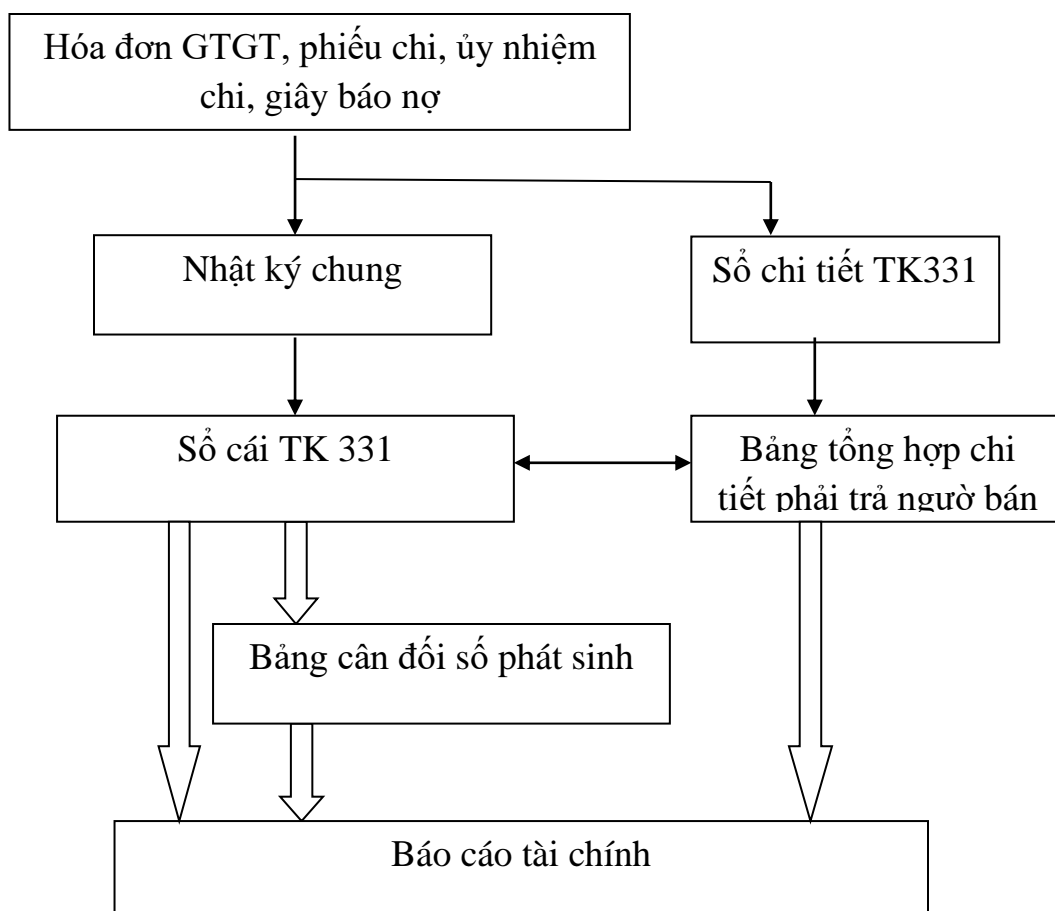 Hóa đơn GTGT, phiếu chi, ủy nhiệm
chi, giây báo nợ
Nhật ký chung
Sổ chi tiết TK331
Sổ cái TK 331
Bảng tổng hợp chi
tiết phải trả ngườ bán
Bảng cân đối số phát sinh
Báo cáo tài chính